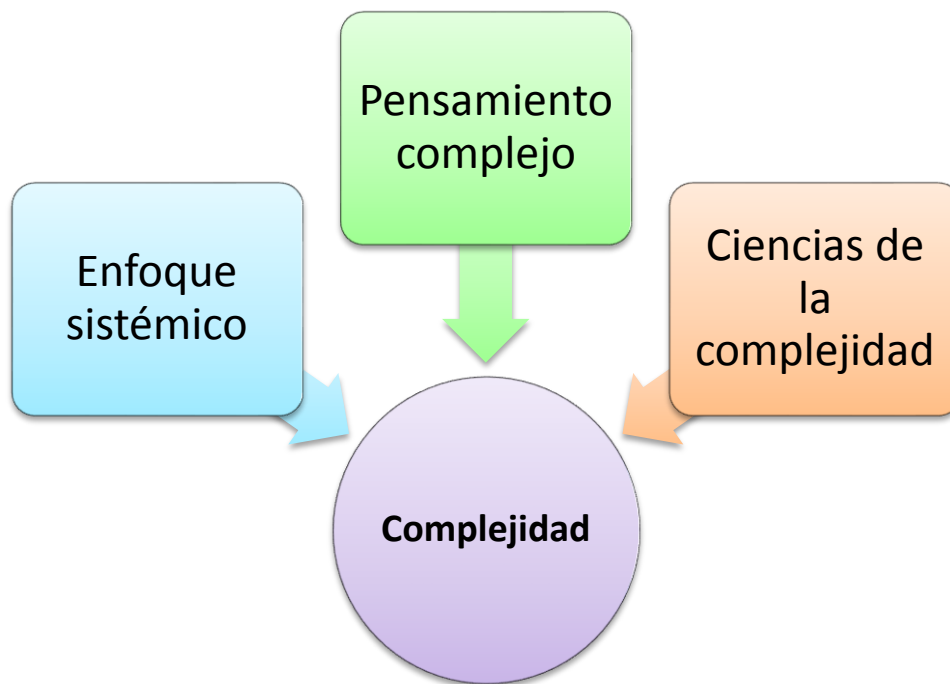 Pensamiento
complejo
Enfoque
sistémico
Ciencias de
la
complejidad
Complejidad